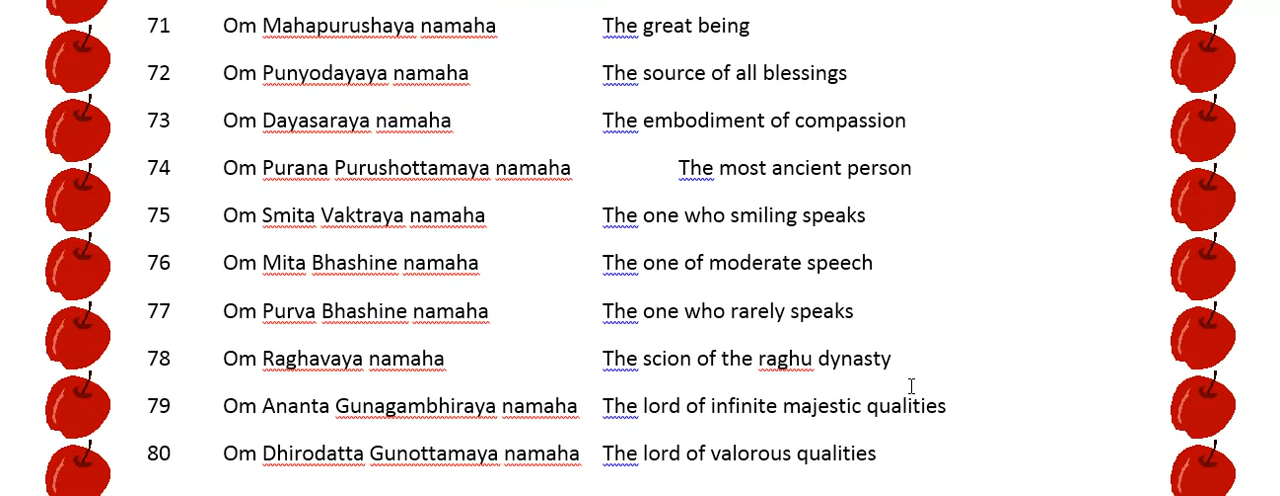 71 Om Mahapurushaya namaha The great being
72 Om Punyodayaya namaha The source of all blessings
73 Om Dayasaraya namaha The embodiment of compassion
74 Om Purana Purushottamaya namaha The most ancient person
75 Om Smita Vaktraya namaha The one who smiling speaks
76 Om Mita Bhashine namaha The one of moderate speech
77 Om Purva Bhashine namaha The one who rarely speaks
78 Om Raghavaya namaha The scion of the raghu dynasty
79 Om Ananta Gunagambhiraya namaha The lord of infinite majestic qualities
80 Om Dhirodatta Gunottamaya namaha The lord of valorous qualities